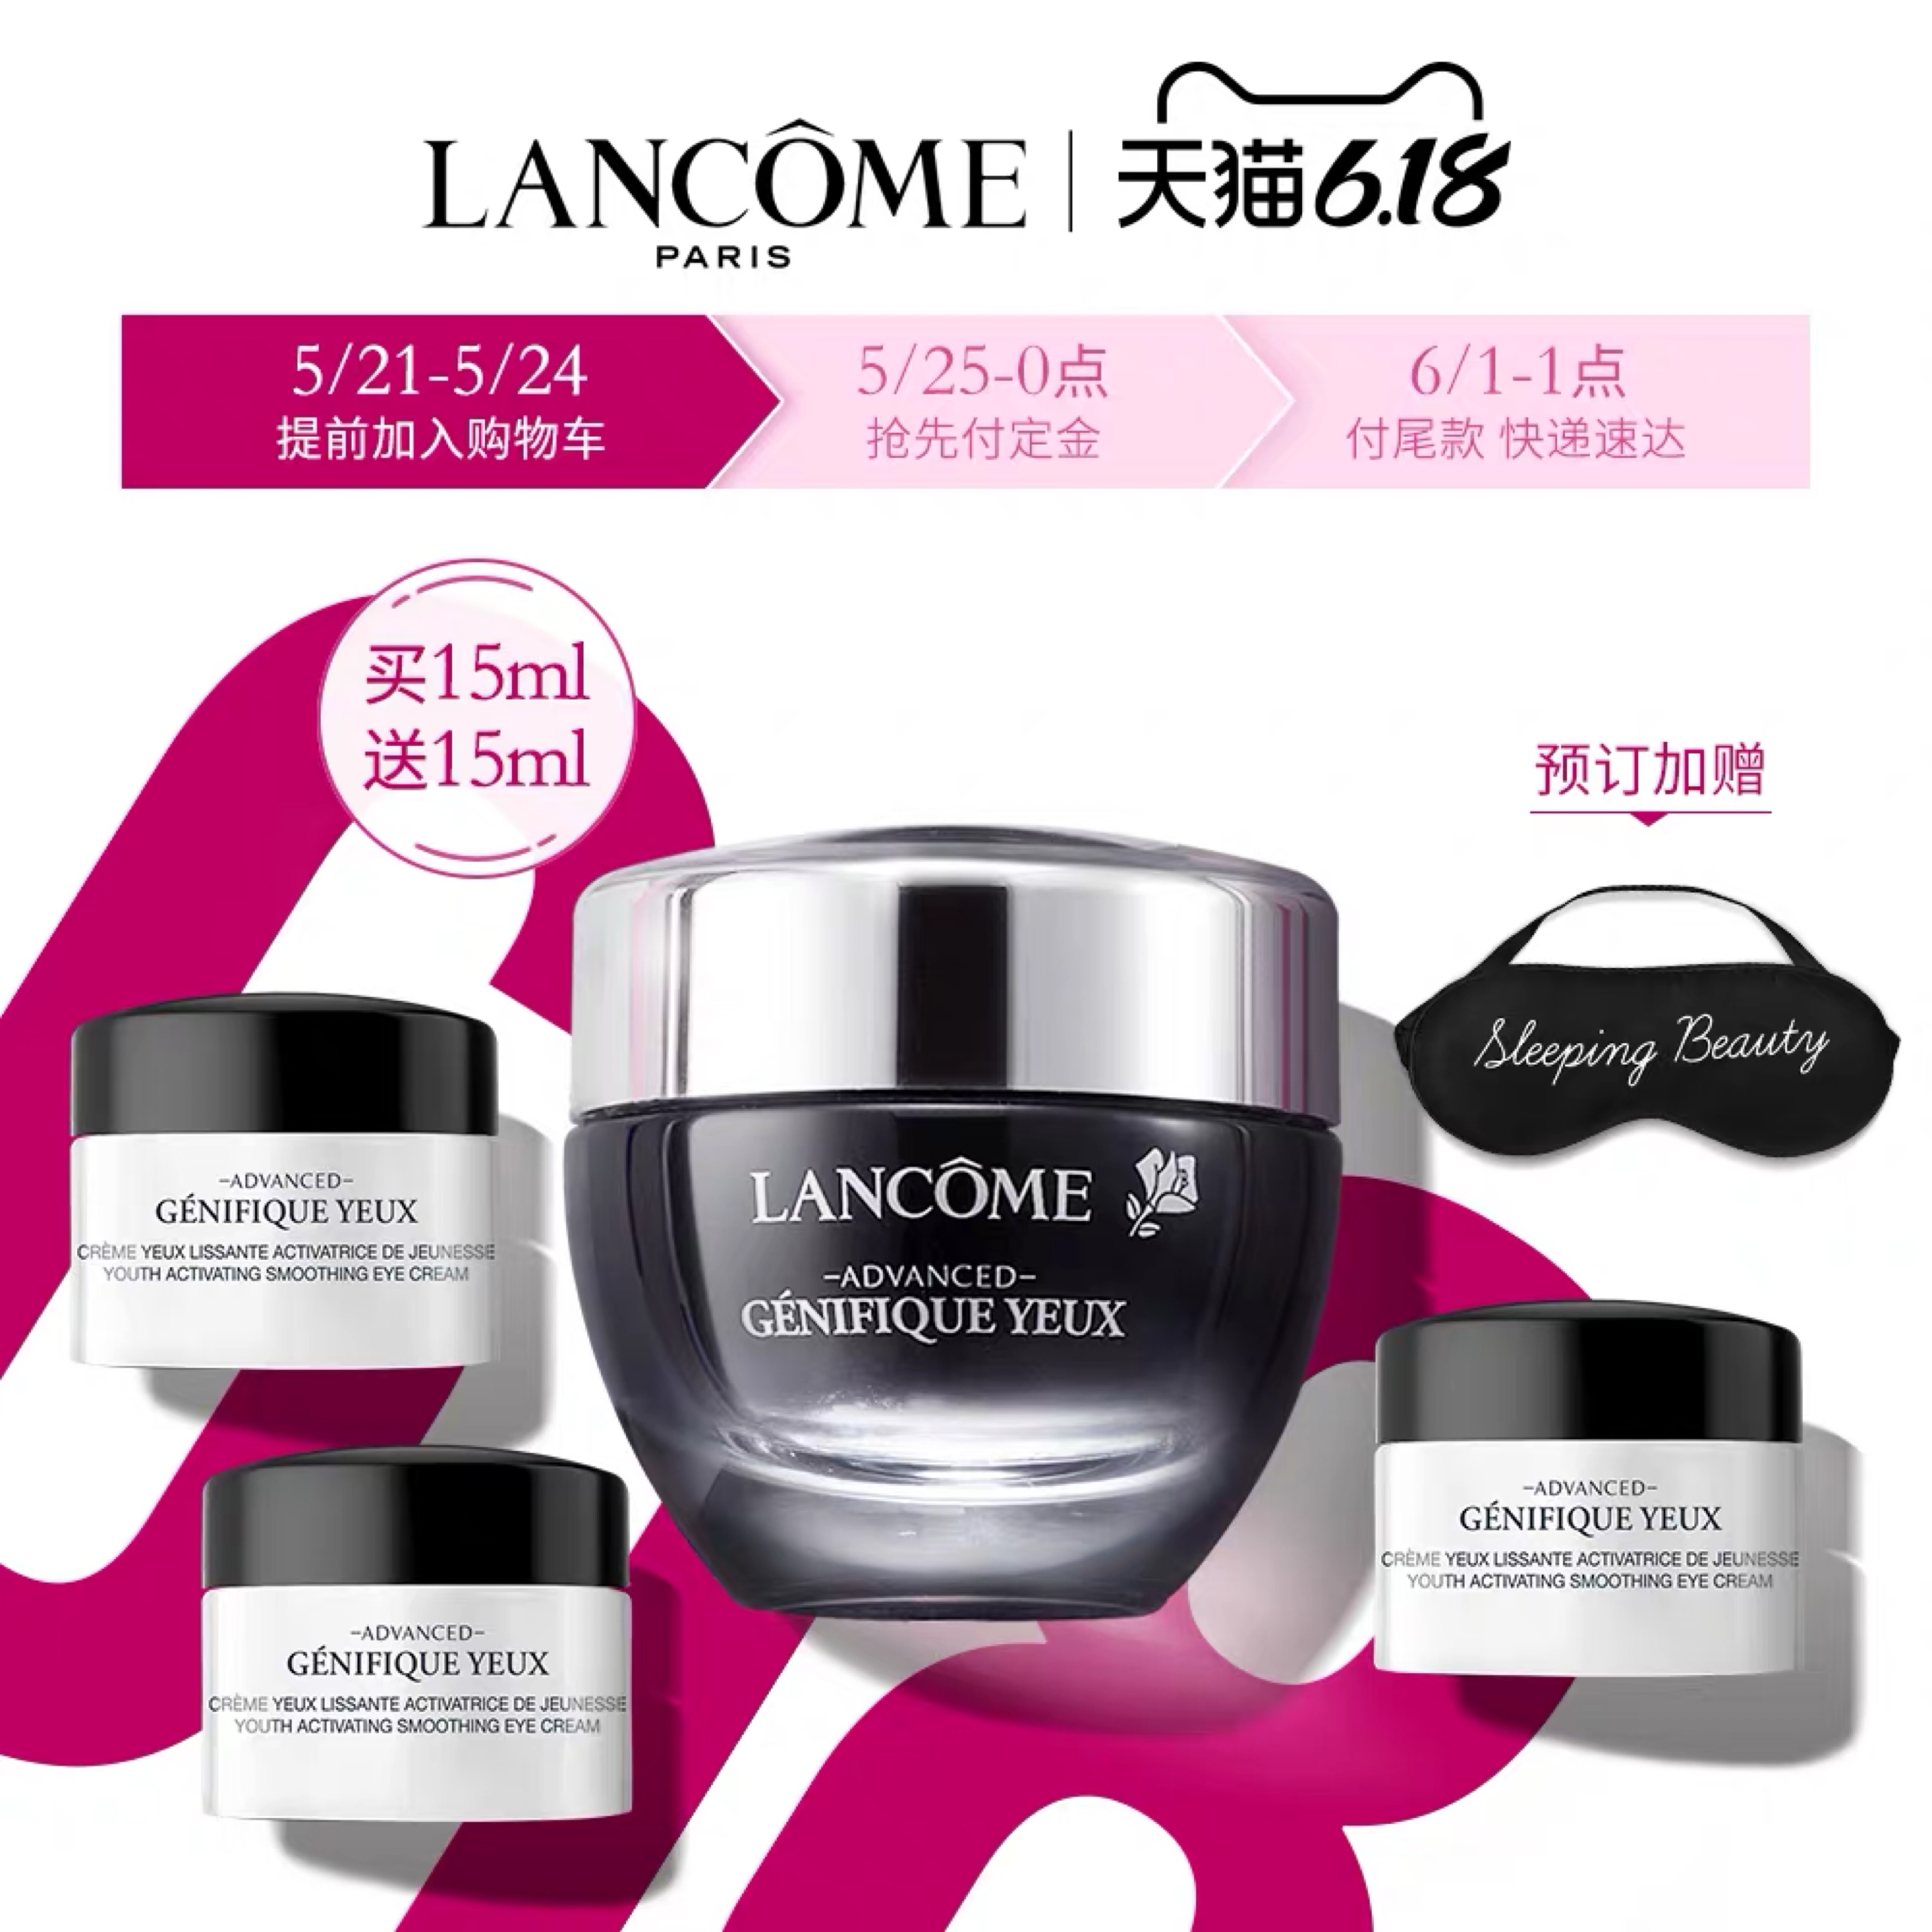 LANCÔME
PARIS
天猫6.18
5/21-5/24
提前加入购物车
5/25-0点
抢先付定金
6/1-1点
付尾款 快递速达
买15ml
送15ml
预订加赠
Sleeping Beauty
LANCÔME
-ADVANCED-
GÉNIFIQUE YEUX
-ADVANCED-
GÉNIFIQUE YEUX
CRÈME YEUX LISSANTE ACTIVATRICE DE JEUNESSE
YOUTH ACTIVATING SMOOTHING EYE CREAM
-ADVANCED-
GÉNIFIQUE YEUX
CRÈME YEUX LISSANTE ACTIVATRICE DE JEUNESSE
YOUTH ACTIVATING SMOOTHING EYE CREAM
-ADVANCED-
GÉNIFIQUE YEUX
CRÈME YEUX LISSANTE ACTIVATRICE DE JEUNESSE
YOUTH ACTIVATING SMOOTHING EYE CREAM